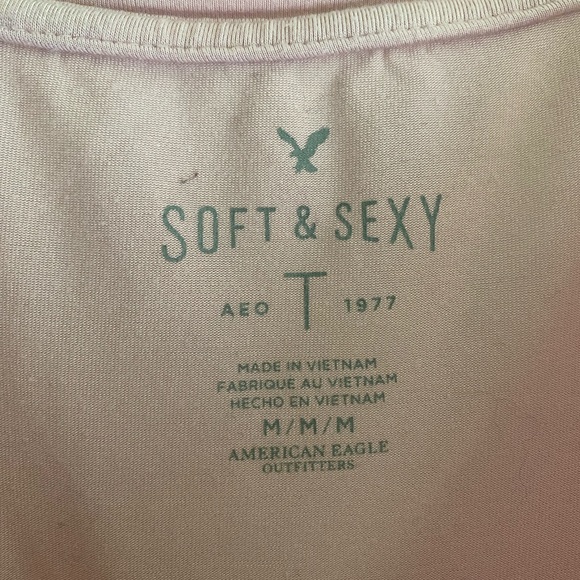 SOFT & SEXY
AEO T 1977
MADE IN VIETNAM
FABRIQUE AU VIETNAM
HECHO EN VIETNAM
M/M/M
AMERICAN EAGLE
OUTFITTERS